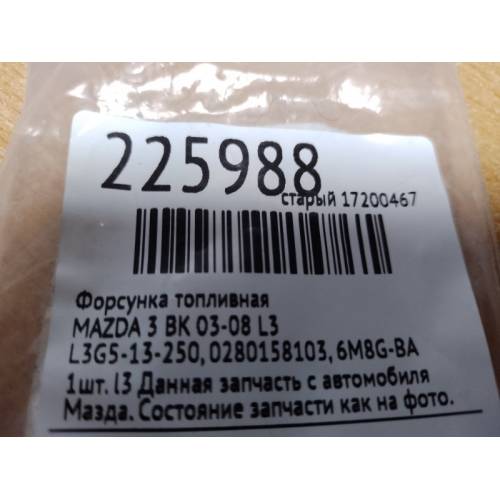 225988
старый 17200467
Форсунка топливная
MAZDA 3 BK 03-08 L3
L3G5-13-250, 0280158103, 6M8G-BA
1шт. l3 Данная запчасть с автомобиля
Мазда. Состояние запчасти как на фото.